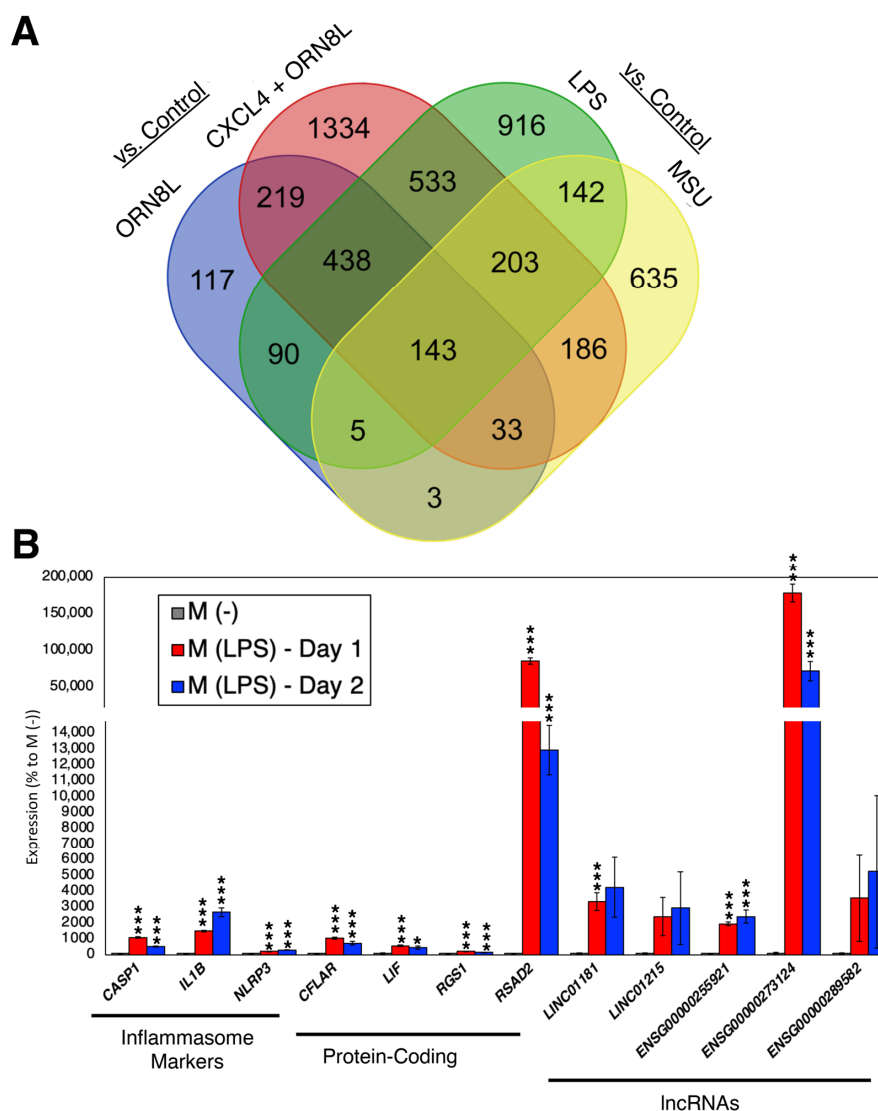 A
vs. Control
CXCL4 + ORN8L
LPS
vs. Control
ORN8L
MSU
1334
916
219
533
142
117
438
203
635
90
143
186
5
33
3
B
Expression (% to M (-))
200,000
150,000
100,000
50,000
14,000
13,000
12,000
11,000
10,000
9000
8000
7000
6000
5000
4000
3000
2000
1000
0
M (-)
M (LPS) - Day 1
M (LPS) - Day 2
*** *** *** *** *** *** *** *** *** * *** *** *** *** *** *** *** *** ***
CASP1
IL1B
NLRP3
CFLAR
LIF
RGS1
RSAD2
LINC01181
LINC01215
ENSG00000255921
ENSG00000273124
ENSG00000289582
Inflammasome
Markers
Protein-Coding
lncRNAs